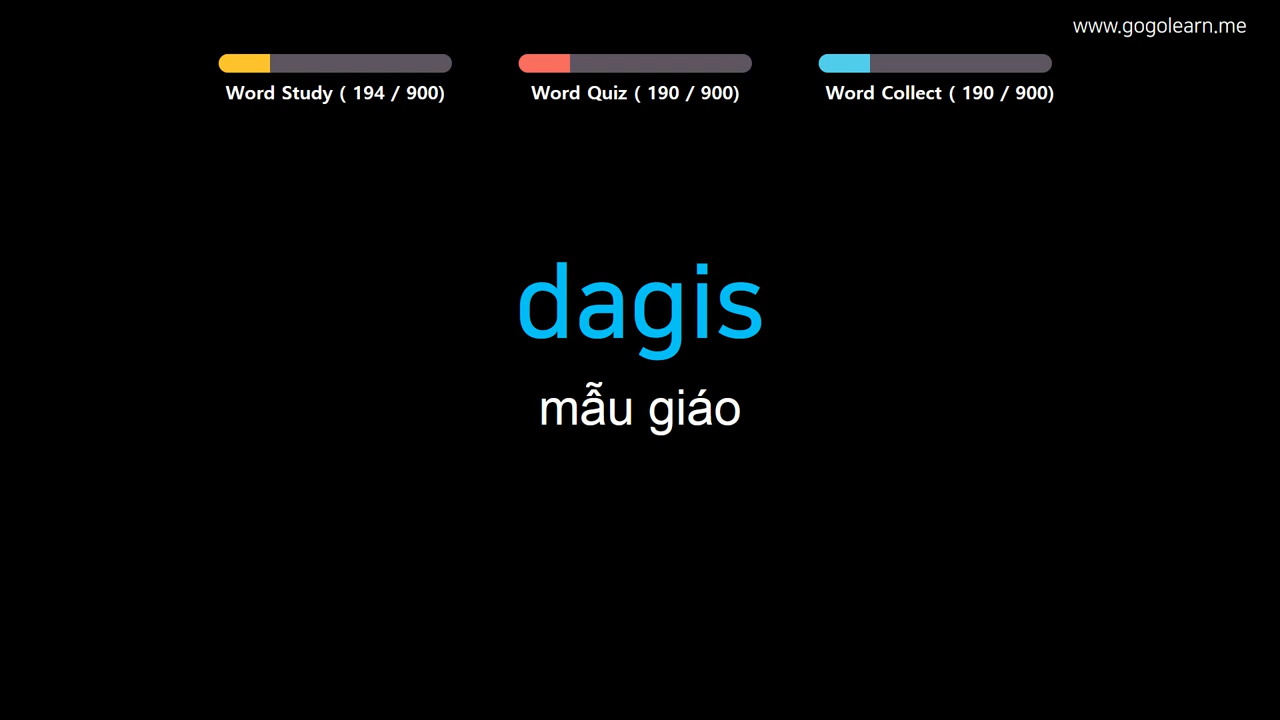 www.gogolearn.me
Word Study ( 194 / 900)
Word Quiz ( 190 / 900)
Word Collect ( 190 / 900)
dagis
mẫu giáo